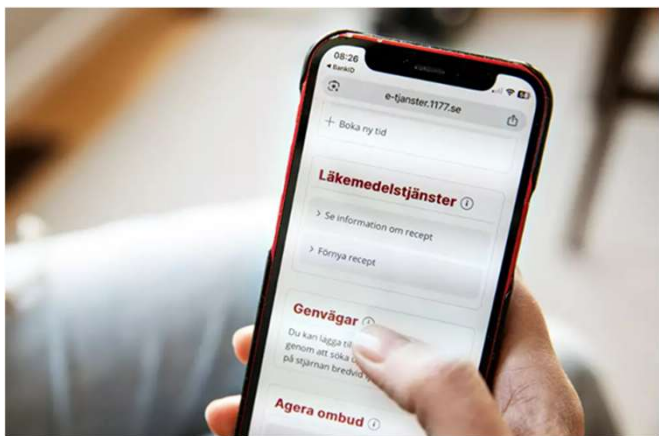 08:26
◀ BankID
e-tjanster.1177.se
+ Boka ny tid
Läkemedelstjänster
> Se information om recept
> Förnya recept
Genvägar
Du kan lägga
genom att söka
på stjärnan bredvid
Agera ombud